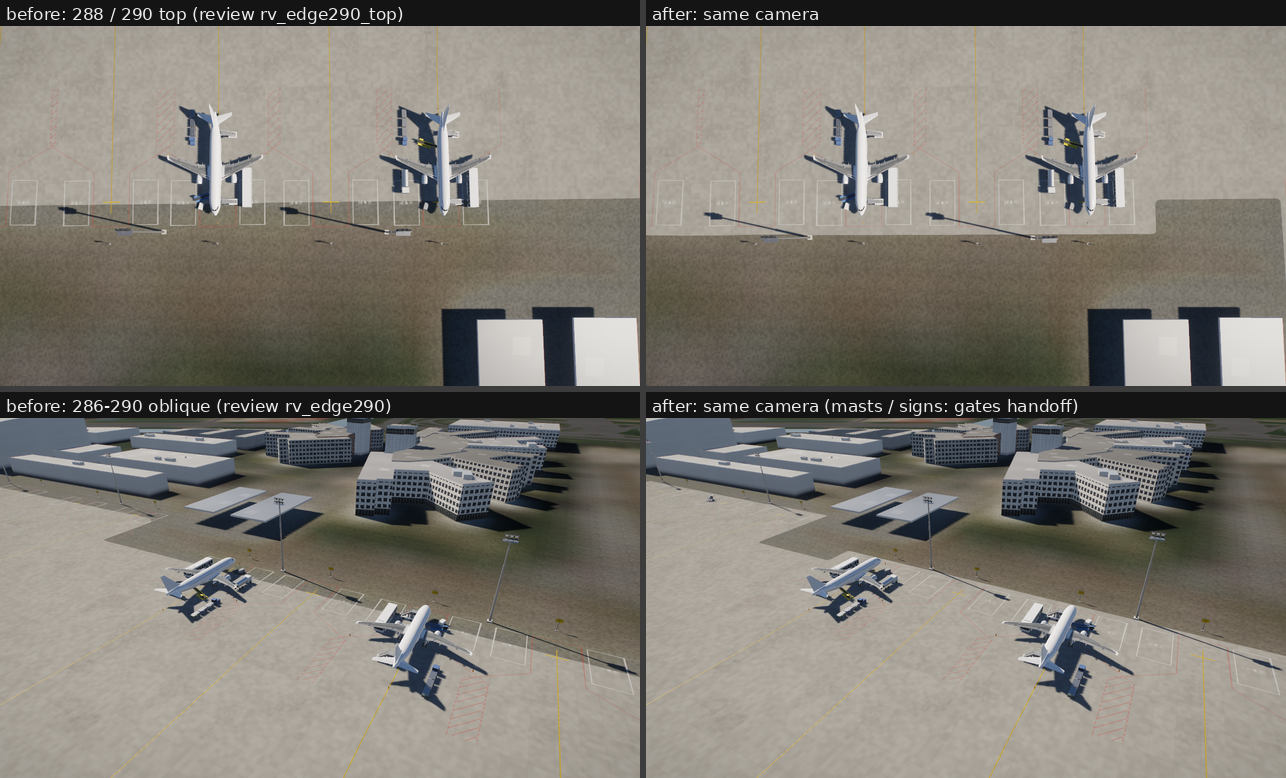 before: 288 / 290 top (review rv_edge290_top)
after: same camera
before: 286-290 oblique (review rv_edge290)
after: same camera (masts / signs: gates handoff)